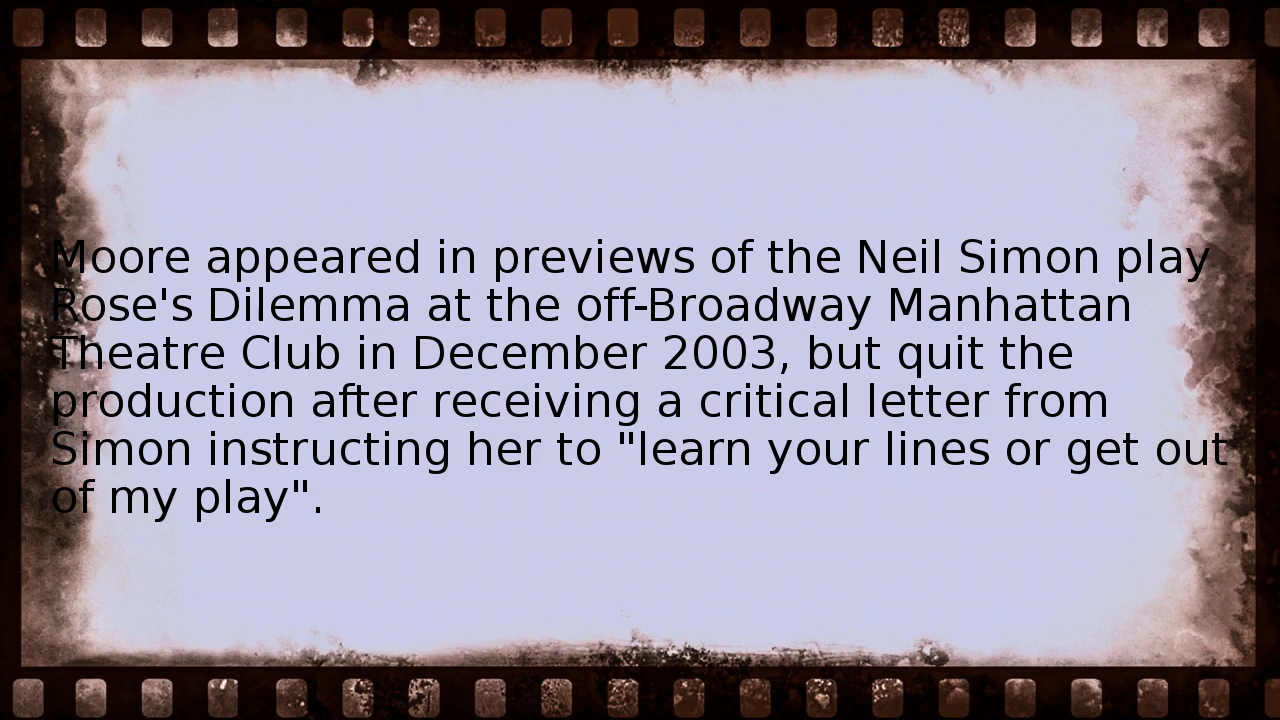 Moore appeared in previews of the Neil Simon play
Rose's Dilemma at the off-Broadway Manhattan
Theatre Club in December 2003, but quit the
production after receiving a critical letter from
Simon instructing her to "learn your lines or get out
of my play".